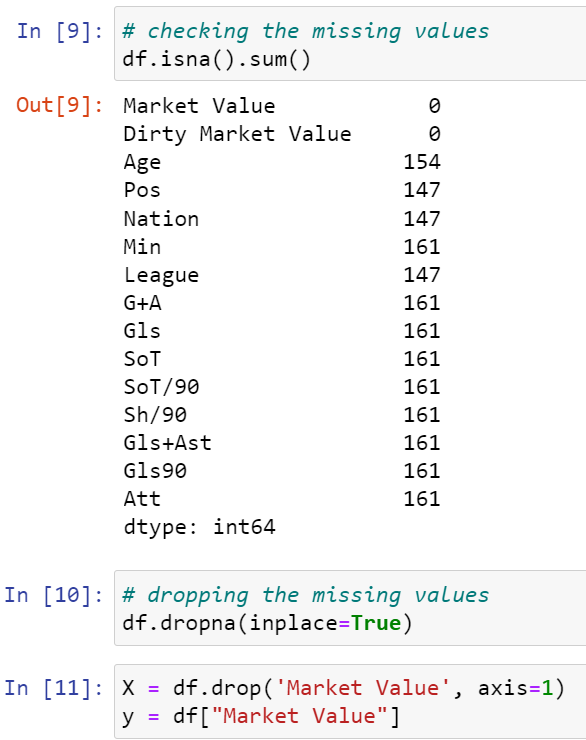 In [9]: # checking the missing values
df.isna().sum()
Out[9]: Market Value 0
Dirty Market Value 0
Age 154
Pos 147
Nation 147
Min 161
League 147
G+A 161
Gls 161
SoT 161
SoT/90 161
Sh/90 161
Gls+Ast 161
Gls90 161
Att 161
dtype: int64
In [10]: # dropping the missing values
df.dropna(inplace=True)
In [11]: X = df.drop('Market Value', axis=1)
y = df["Market Value"]